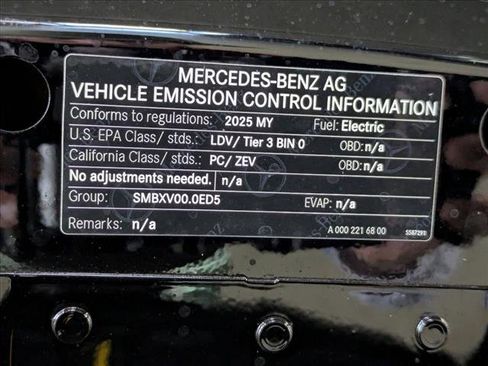 MERCEDES-BENZ AG
VEHICLE EMISSION CONTROL INFORMATION
Conforms to regulations: 2025 MY Fuel: Electric
U.S. EPA Class/ stds.: LDV/ Tier 3 BIN 0 OBD: n/a
California Class/ stds.: PC/ ZEV OBD: n/a
No adjustments needed. n/a
Group: SMBXV00.0ED5 EVAP: n/a
Remarks: n/a A 000 221 68 00